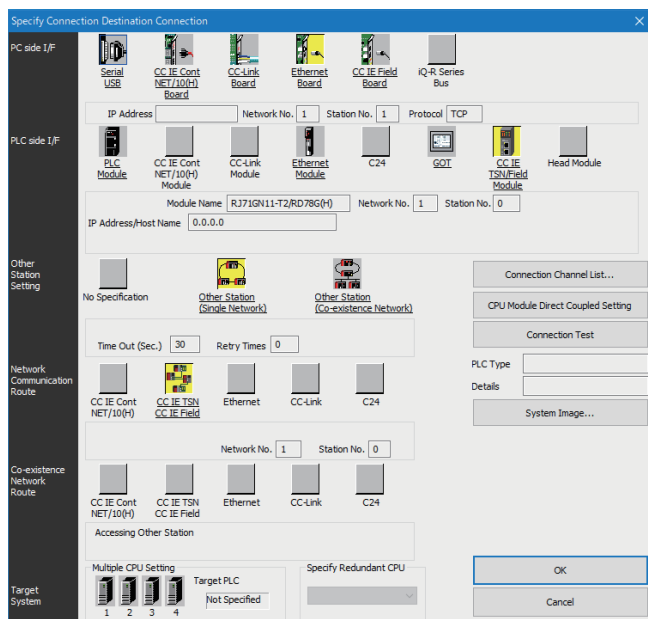 Specify Connection Destination Connection
PC side I/F
Serial
USB
CC IE Cont
NET/10(H)
Board
CC-Link
Board
Ethernet
Board
CC IE Field
Board
iQ-R Series
Bus
IP Address
Network No. 1 Station No. 1 Protocol TCP
PLC side I/F
PLC
Module
CC IE Cont
NET/10(H)
Module
CC-Link
Module
Ethernet
Module
C24
GOT
CC IE
TSN/Field
Module
Head Module
Module Name RJ71GN11-T2/RD78G(H) Network No. 1 Station No. 0
IP Address/Host Name 0.0.0.0
Other
Station
Setting
No Specification
Other Station
(Single Network)
Other Station
(Co-existence Network)
Time Out (Sec.) 30 Retry Times 0
Connection Channel List...
CPU Module Direct Coupled Setting
Connection Test
PLC Type
Details
System Image...
Network
Communication
Route
CC IE Cont
NET/10(H)
CC IE TSN
CC IE Field
Ethernet
CC-Link
C24
Network No. 1 Station No. 0
Co-existence
Network
Route
CC IE Cont
NET/10(H)
CC IE TSN
CC IE Field
Ethernet
CC-Link
C24
Accessing Other Station
Target
System
Multiple CPU Setting
1 2 3 4
Target PLC
Not Specified
Specify Redundant CPU
OK
Cancel